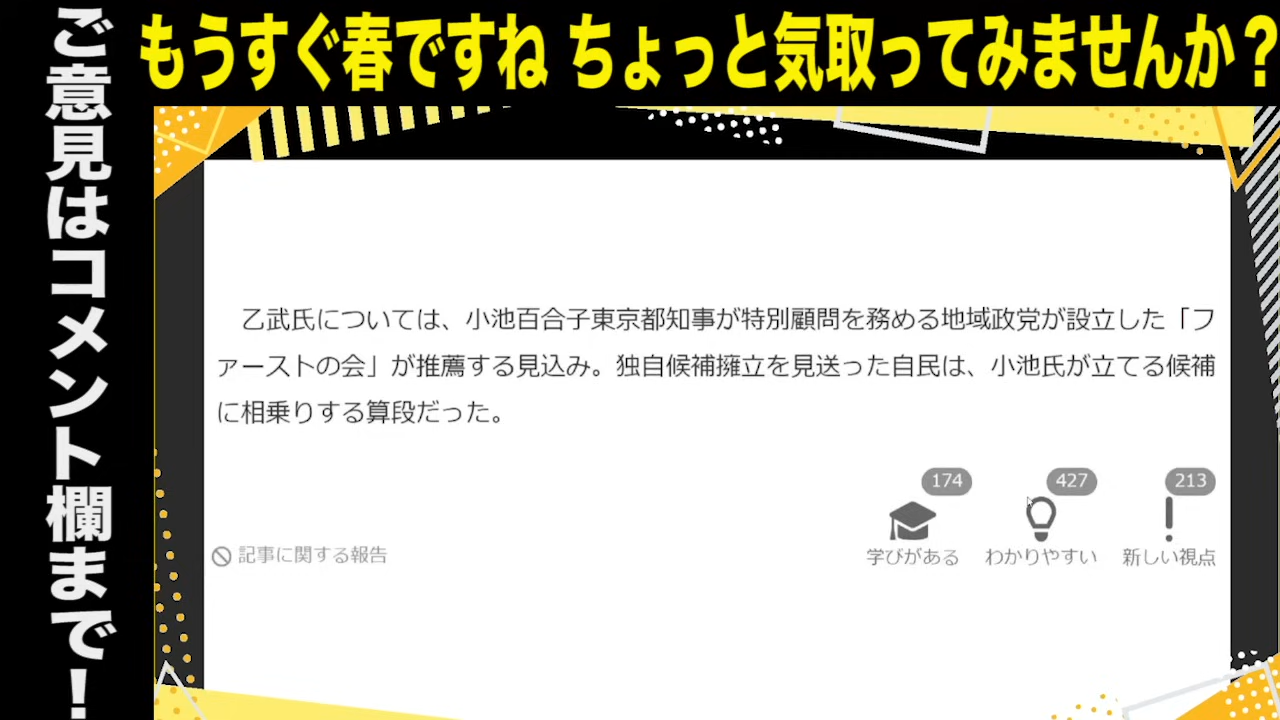 もうすぐ春ですね ちょっと気取ってみませんか？
ご意見はコメント欄まで！
乙武氏については、小池百合子東京都知事が特別顧問を務める地域政党が設立した「フ
ァーストの会」が推薦する見込み。独自候補擁立を見送った自民は、小池氏が立てる候補
に相乗りする算段だった。
174
427
213
記事に関する報告
学びがある
わかりやすい
新しい視点